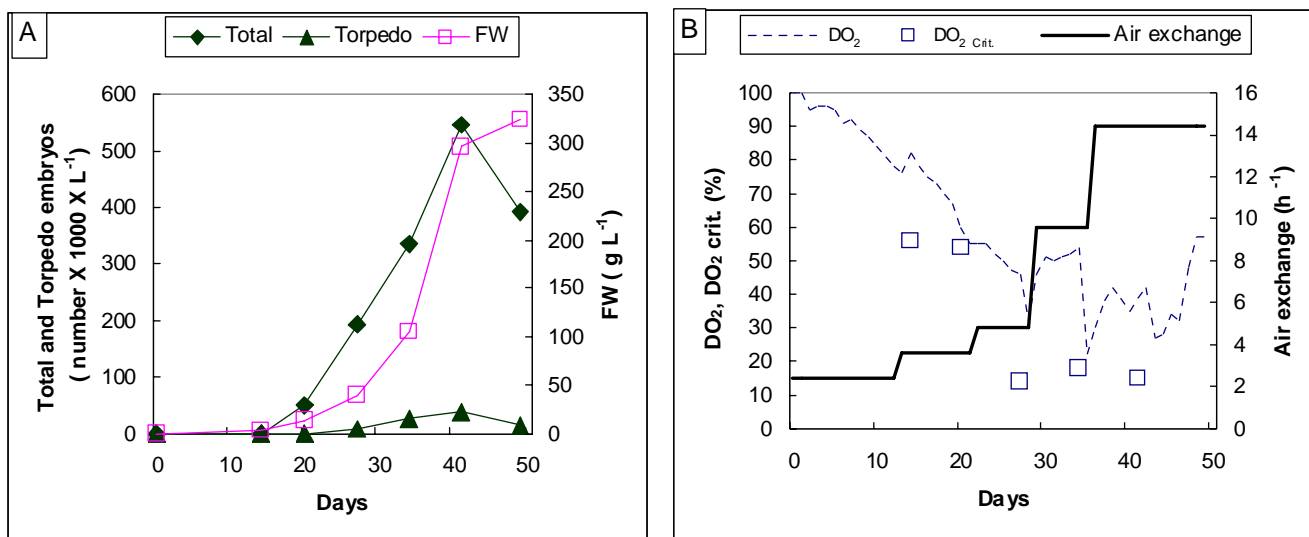 A
Total Torpedo FW
Total and Torpedo embryos
( number X 1000 X L-1)
600
500
400
300
200
100
0
350
300
250
200
150
100
50
0
FW ( g L-1)
0 10 20 30 40 50
Days
B
DO2 DO2 Crit. Air exchange
DO2, DO2 crit. (%)
100
90
80
70
60
50
40
30
20
10
0
16
14
12
10
8
6
4
2
0
Air exchange (h -1)
0 10 20 30 40 50
Days